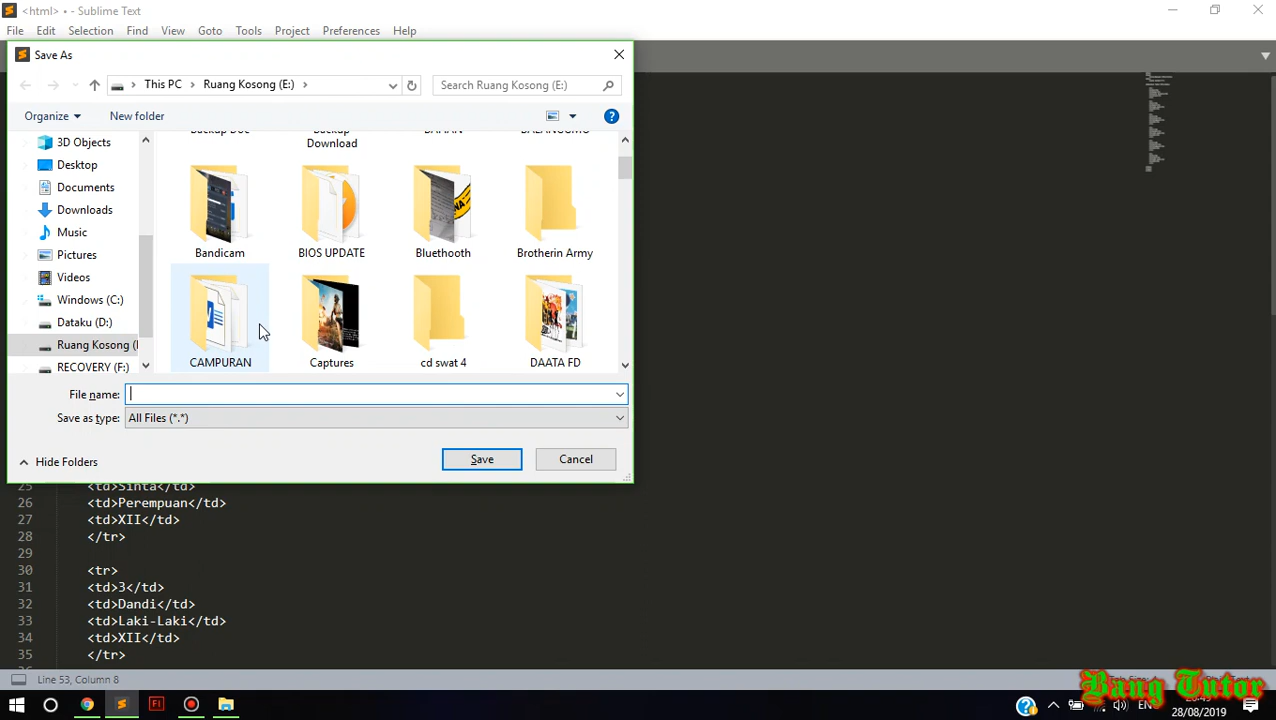 <html> • - Sublime Text
File Edit Selection Find View Goto Tools Project Preferences Help
Save As
This PC > Ruang Kosong (E:) >
Search Ruang Kosong (E:)
Organize
New folder
3D Objects
Desktop
Documents
Downloads
Music
Pictures
Videos
Windows (C:)
Dataku (D:)
Ruang Kosong (
RECOVERY (F:)
Backup Doc
Backup
Download
Bandicam
BIOS UPDATE
Bluethooth
Brotherin Army
CAMPURAN
Captures
cd swat 4
DAATA FD
File name:
Save as type: All Files (*.*)
Hide Folders
Save
Cancel
25 <td>Sinta</td>
26 <td>Perempuan</td>
27 <td>XII</td>
28 </tr>
29
30 <tr>
31 <td>3</td>
32 <td>Dandi</td>
33 <td>Laki-Laki</td>
34 <td>XII</td>
35 </tr>
Line 53, Column 8
Bang Tutor
ENG
28/08/2019